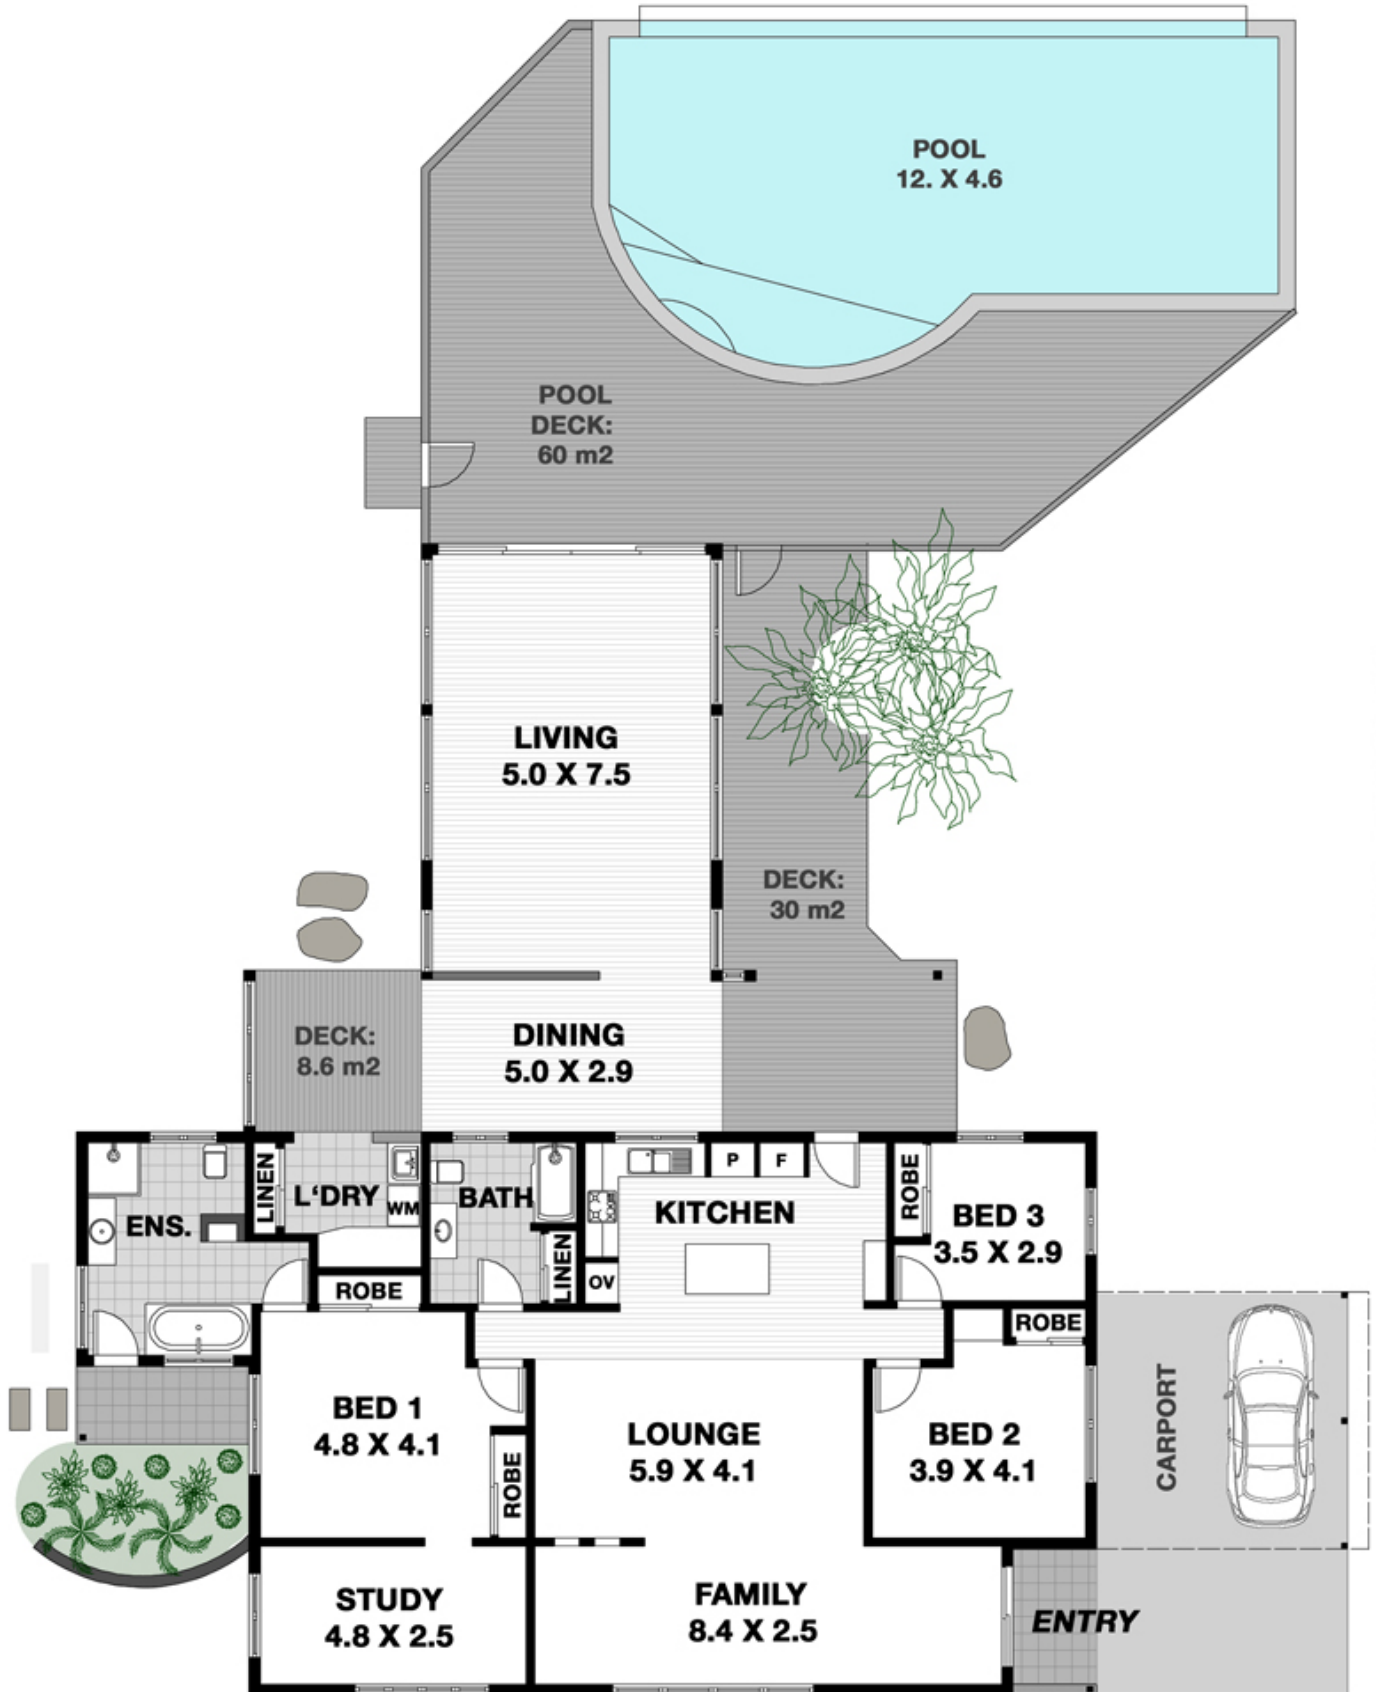 POOL
12. X 4.6
POOL
DECK:
60 m2
LIVING
5.0 X 7.5
DECK:
30 m2
DECK:
8.6 m2
DINING
5.0 X 2.9
ENS.
LINEN
L‘DRY
WM
BATH
LINEN
P
F
KITCHEN
OV
ROBE
BED 3
3.5 X 2.9
ROBE
ROBE
BED 1
4.8 X 4.1
ROBE
LOUNGE
5.9 X 4.1
BED 2
3.9 X 4.1
CARPORT
STUDY
4.8 X 2.5
FAMILY
8.4 X 2.5
ENTRY